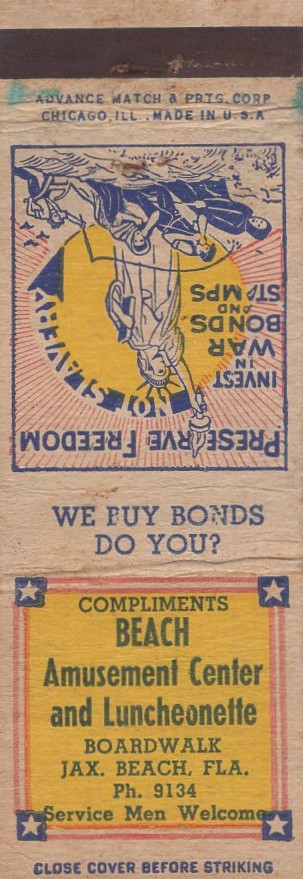 ADVANCE MATCH & PRTG. CORP
CHICAGO, ILL. MADE IN U.S.A
PRESERVE FREEDOM
NOT SLAVERY
INVEST
IN
WAR
BONDS
AND
STAMPS
WE BUY BONDS
DO YOU?
COMPLIMENTS
BEACH
Amusement Center
and Luncheonette
BOARDWALK
JAX. BEACH, FLA.
Ph. 9134
Service Men Welcome
CLOSE COVER BEFORE STRIKING